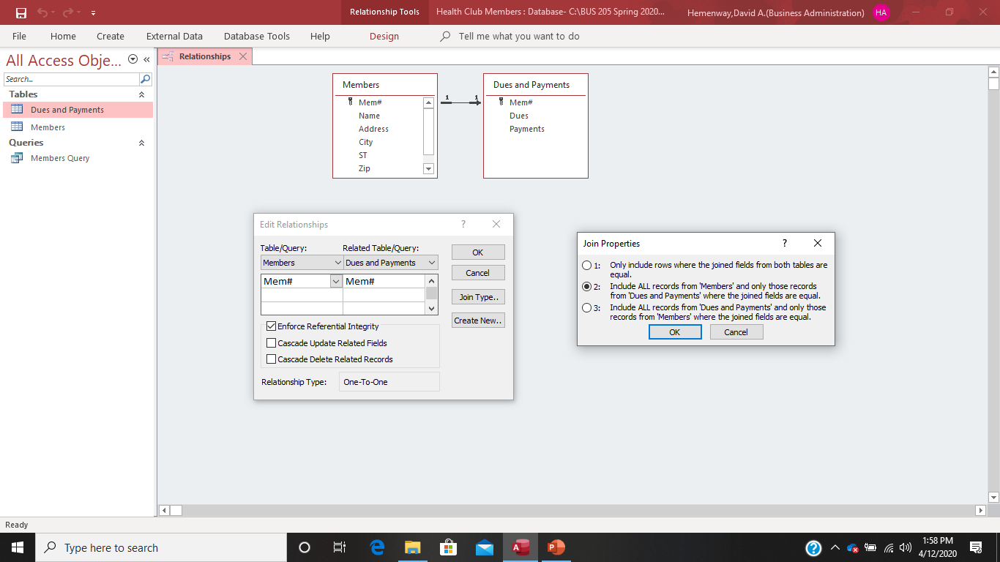 Relationship Tools
Health Club Members : Database- C:\BUS 205 Spring 2020...
Hemenway,David A.(Business Administration)
HA
File
Home
Create
External Data
Database Tools
Help
Design
Tell me what you want to do
All Access Obje...
«
Search...
Tables
Dues and Payments
Members
Queries
Members Query
Relationships
Members
Mem#
Name
Address
City
ST
Zip
1
1
Dues and Payments
Mem#
Dues
Payments
Edit Relationships
?
Table/Query:
Related Table/Query:
Members
Dues and Payments
Mem#
Mem#
OK
Cancel
Join Type..
Create New..
Enforce Referential Integrity
Cascade Update Related Fields
Cascade Delete Related Records
Relationship Type:
One-To-One
Join Properties
?
1:
Only include rows where the joined fields from both tables are
equal.
2:
Include ALL records from 'Members' and only those records
from 'Dues and Payments' where the joined fields are equal.
3:
Include ALL records from 'Dues and Payments' and only those
records from 'Members' where the joined fields are equal.
OK
Cancel
Ready
Type here to search
1:58 PM
4/12/2020